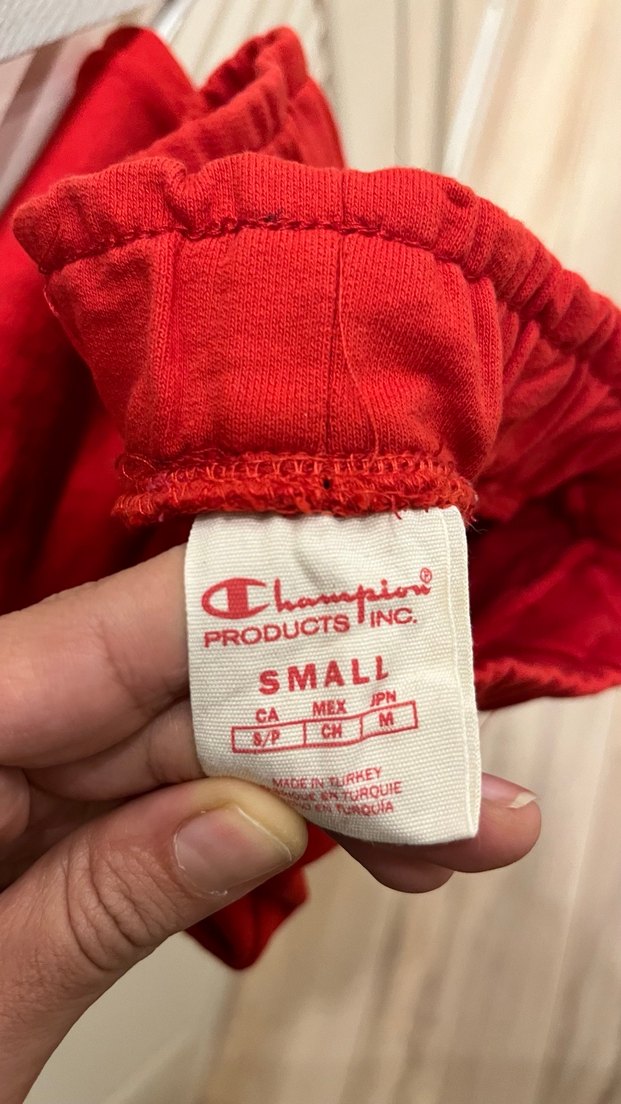 Champion®
PRODUCTS INC.
SMALL
CA MEX JPN
S/P CH M
MADE IN TURKEY
EN TURQUIE
EN TURQUIA